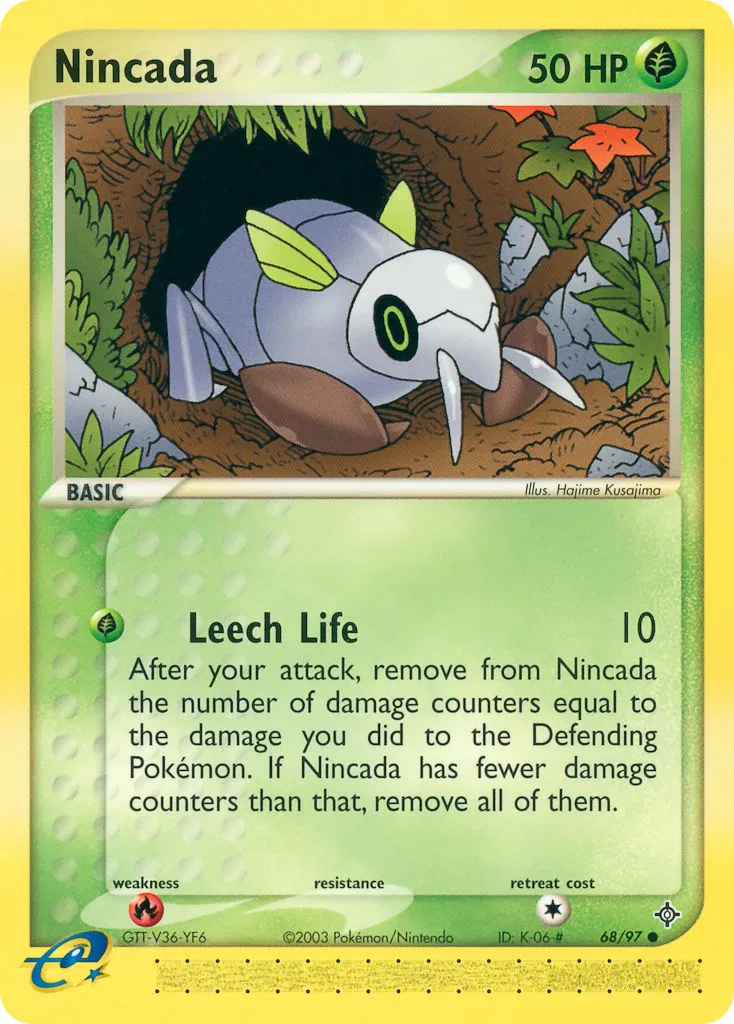 Nincada 50 HP
BASIC Illus. Hajime Kusajima
Leech Life 10
After your attack, remove from Nincada
the number of damage counters equal to
the damage you did to the Defending
Pokémon. If Nincada has fewer damage
counters than that, remove all of them.
weakness resistance retreat cost
GTT-V36-YF6 ©2003 Pokémon/Nintendo ID: K-06-# 68/97
e